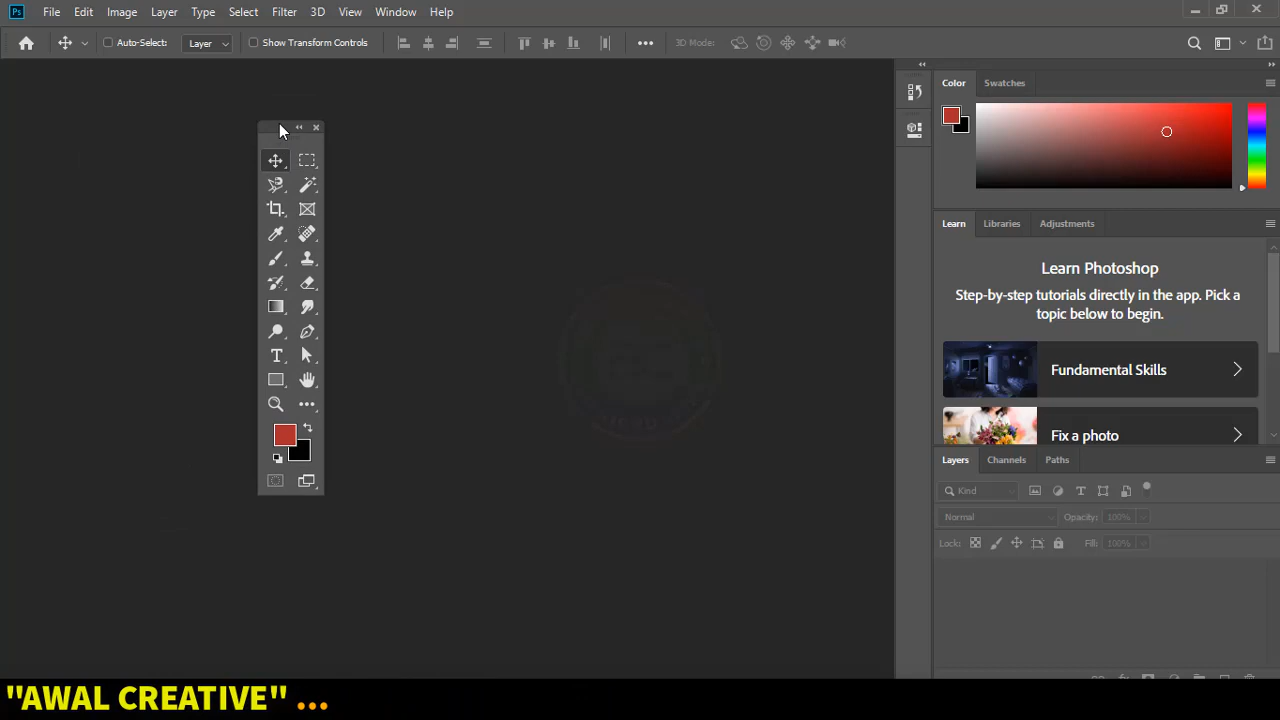 Ps File Edit Image Layer Type Select Filter 3D View Window Help
Auto-Select: Layer Show Transform Controls 3D Mode:
Color Swatches
Learn Libraries Adjustments
Learn Photoshop
Step-by-step tutorials directly in the app. Pick a
topic below to begin.
Fundamental Skills
Fix a photo
Layers Channels Paths
Kind
Normal Opacity: 100%
Lock: Fill: 100%
"AWAL CREATIVE" ...